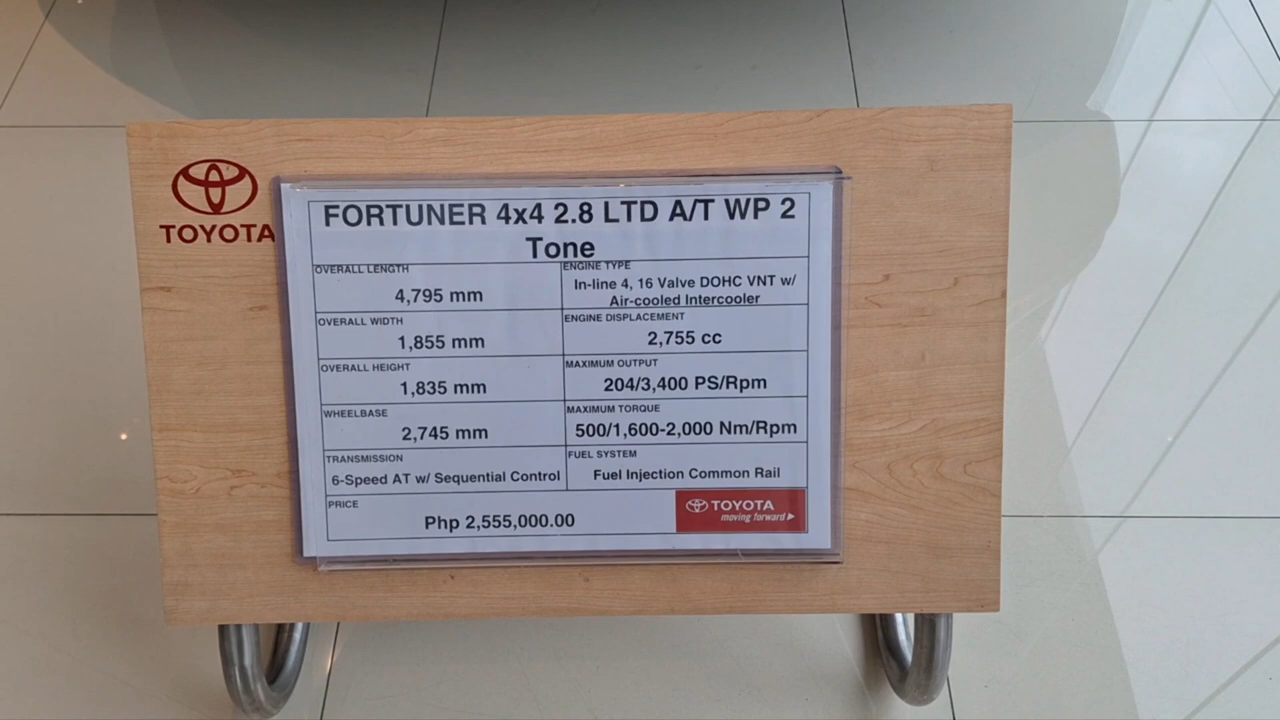 TOYOTA
FORTUNER 4x4 2.8 LTD A/T WP 2
Tone
OVERALL LENGTH
4,795 mm
ENGINE TYPE
In-line 4, 16 Valve DOHC VNT w/
Air-cooled Intercooler
OVERALL WIDTH
1,855 mm
ENGINE DISPLACEMENT
2,755 cc
OVERALL HEIGHT
1,835 mm
MAXIMUM OUTPUT
204/3,400 PS/Rpm
WHEELBASE
2,745 mm
MAXIMUM TORQUE
500/1,600-2,000 Nm/Rpm
TRANSMISSION
6-Speed AT w/ Sequential Control
FUEL SYSTEM
Fuel Injection Common Rail
PRICE
Php 2,555,000.00
TOYOTA
moving forward